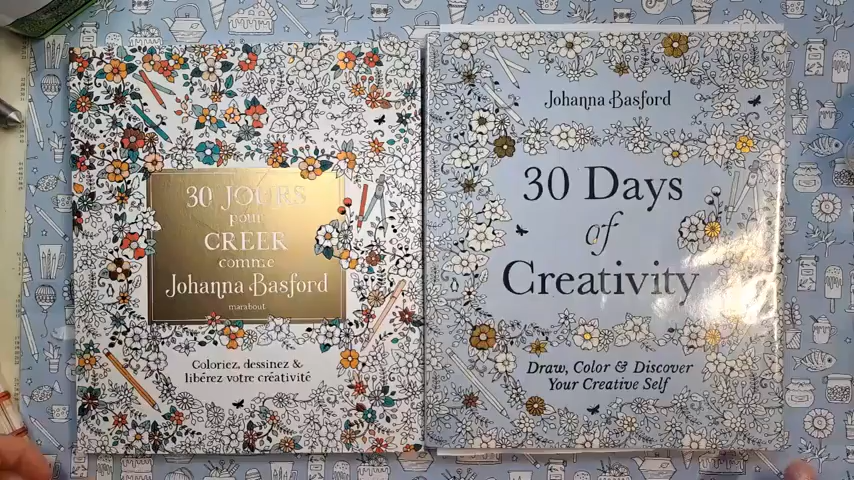 30 JOURS
pour
CRÉER
comme
Johanna Basford
marabout
Coloriez, dessinez &
libérez votre créativité
Johanna Basford
30 Days
of
Creativity
Draw, Color & Discover
Your Creative Self